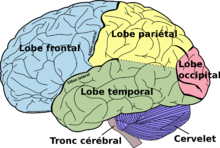 Lobe pariétal
Lobe frontal
Lobe
occipital
Lobe temporal
Tronc cérébral
Cervelet